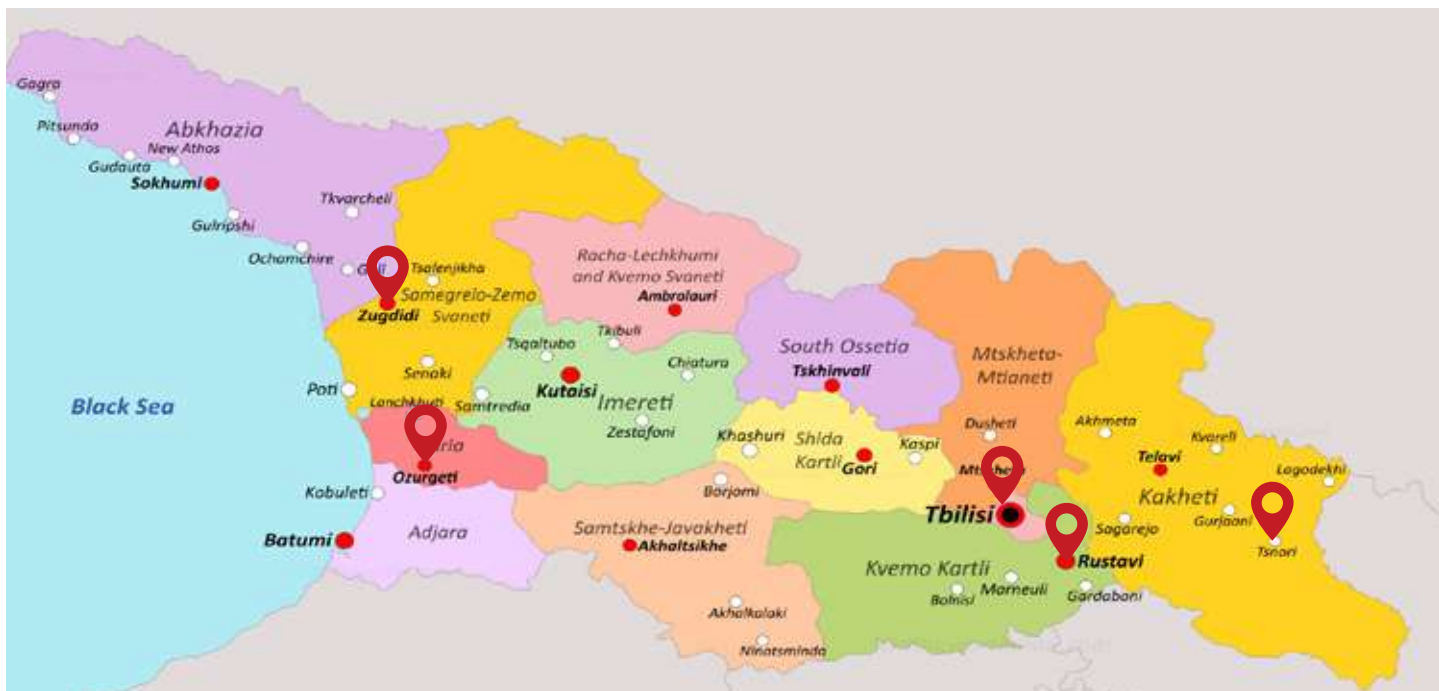 Gagra
Pitsunda
Abkhazia
New Athos
Gudauta
Sokhumi
Tkvarcheli
Gulripshi
Ochamchire
Tsalenjikha
Samegrelo-Zemo
Svaneti
Zugdidi
Racha-Lechkhumi
and Kvemo Svaneti
Ambrolauri
Tkibuli
Tsqaltubo
Chiatura
Senaki
Kutaisi
Imereti
Poti
Lanchkhuti
Samtredia
Zestafoni
Black Sea
South Ossetia
Tskhinvali
Mtskheta-
Mtianeti
Dusheti
Khashuri
Shida
Kartli
Kaspi
Gori
Akhmeta
Kvareli
Telavi
Lagodekhi
Kakheti
Ozurgeti
Kobuleti
Borjomi
Tbilisi
Sagarejo
Gurjaani
Tsnori
Batumi
Adjara
Samtskhe-Javakheti
Akhaltsikhe
Kvemo Kartli
Rustavi
Marneuli
Bolnisi
Gardabani
Akhalkalaki
Ninotsminda